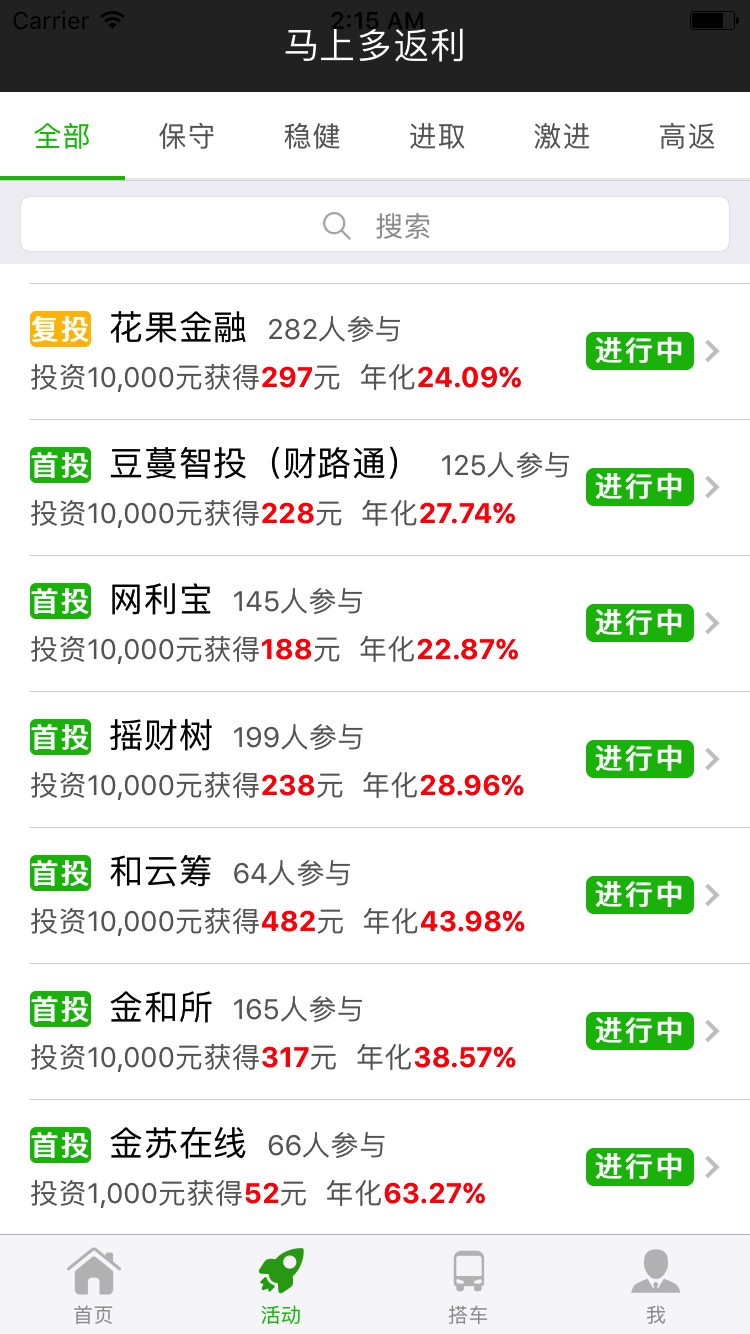 Carrier 2:15 AM
马上多返利
全部 保守 稳健 进取 激进 高返
搜索
复投 花果金融 282人参与
进行中
投资10,000元获得297元 年化24.09%
首投 豆蔓智投（财路通） 125人参与
进行中
投资10,000元获得228元 年化27.74%
首投 网利宝 145人参与
进行中
投资10,000元获得188元 年化22.87%
首投 摇财树 199人参与
进行中
投资10,000元获得238元 年化28.96%
首投 和云筹 64人参与
进行中
投资10,000元获得482元 年化43.98%
首投 金和所 165人参与
进行中
投资10,000元获得317元 年化38.57%
首投 金苏在线 66人参与
进行中
投资1,000元获得52元 年化63.27%
首页 活动 搭车 我